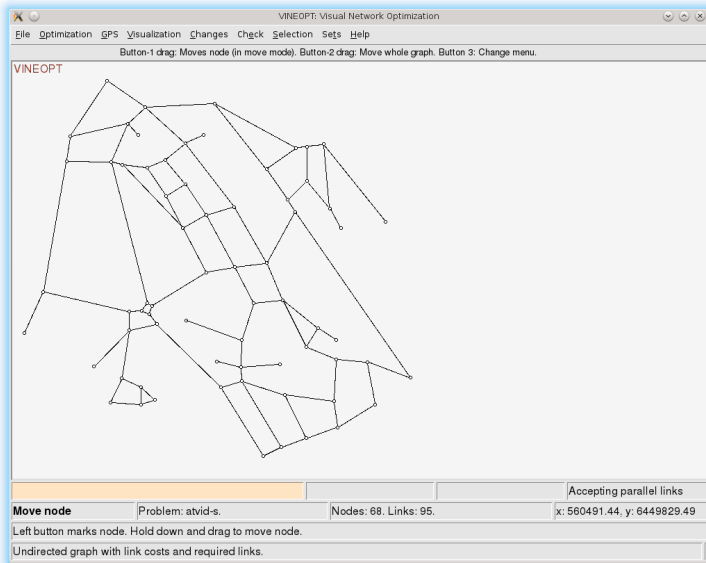 VINEOPT: Visual Network Optimization
File Optimization GPS Visualization Changes Check Selection Sets Help
Button-1 drag: Moves node (in move mode). Button-2 drag: Move whole graph. Button 3: Change menu.
VINEOPT
Accepting parallel links
Move node Problem: atvid-s. Nodes: 68. Links: 95. x: 560491.44, y: 6449829.49
Left button marks node. Hold down and drag to move node.
Undirected graph with link costs and required links.